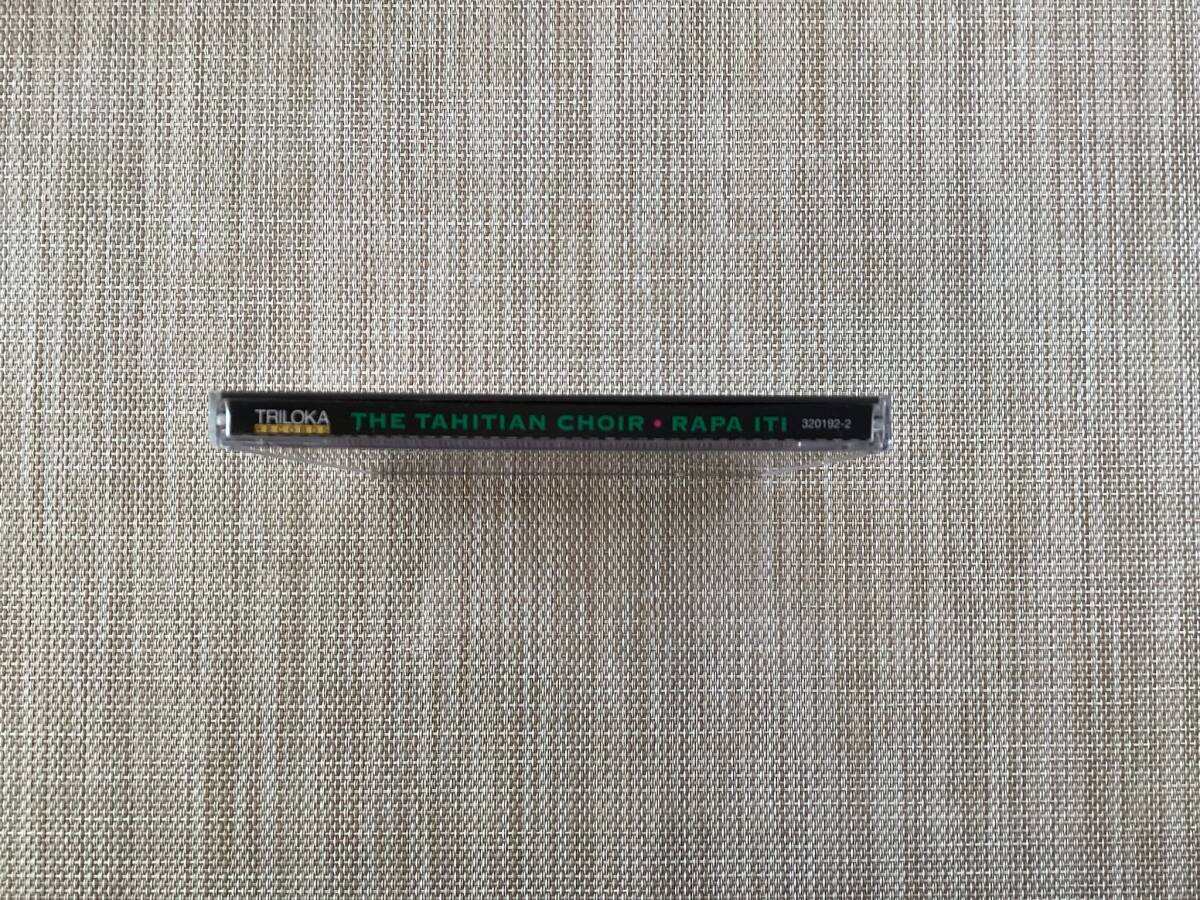 TRILOKA
RECORDS
THE TAHITIAN CHOIR • RAPA ITI
320192-2